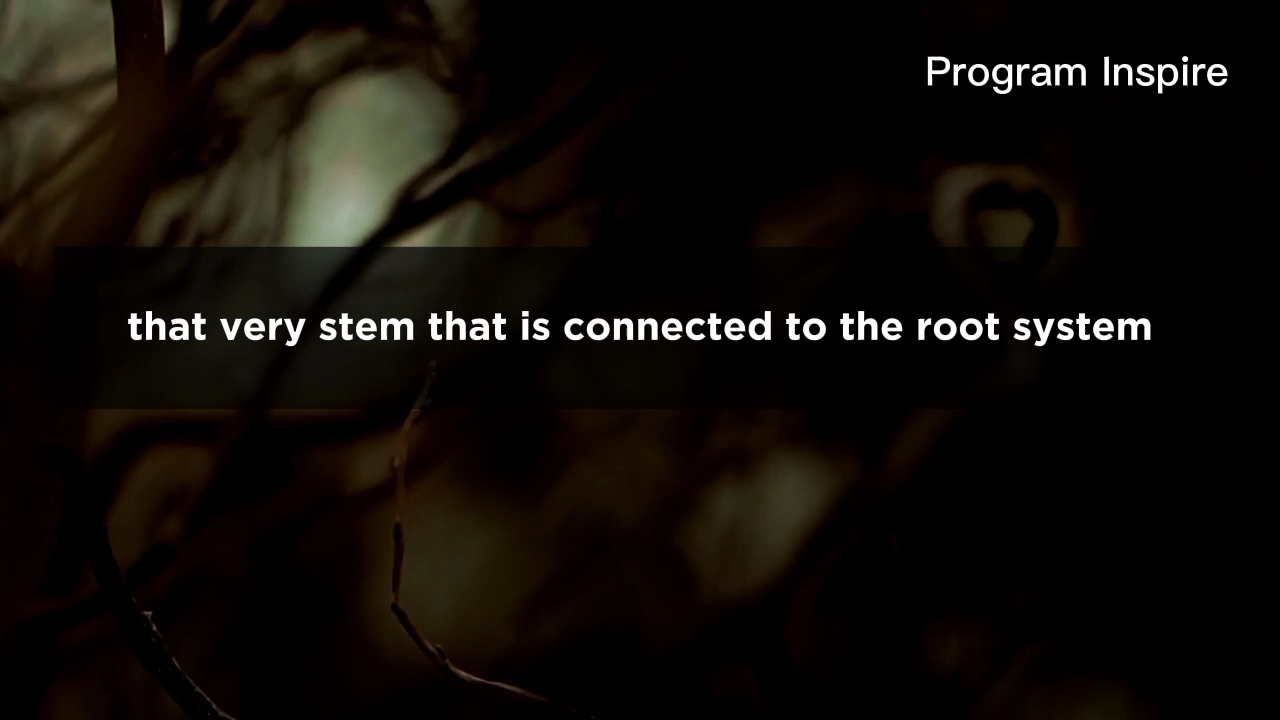 Program Inspire
that very stem that is connected to the root system